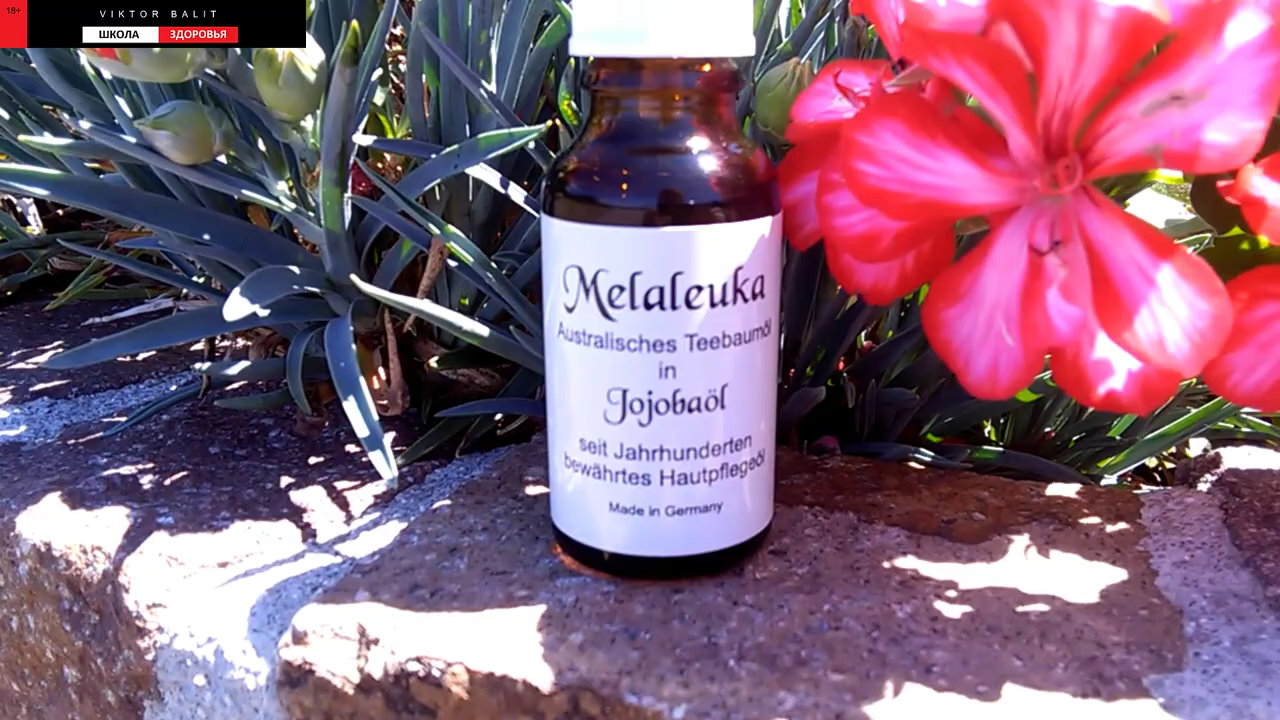 18+
VIKTOR BALIT
ШКОЛА ЗДОРОВЬЯ
Melaleuka
Australisches Teebaumöl
in
Jojobaöl
seit Jahrhunderten
bewährtes Hautpflegeöl
Made in Germany